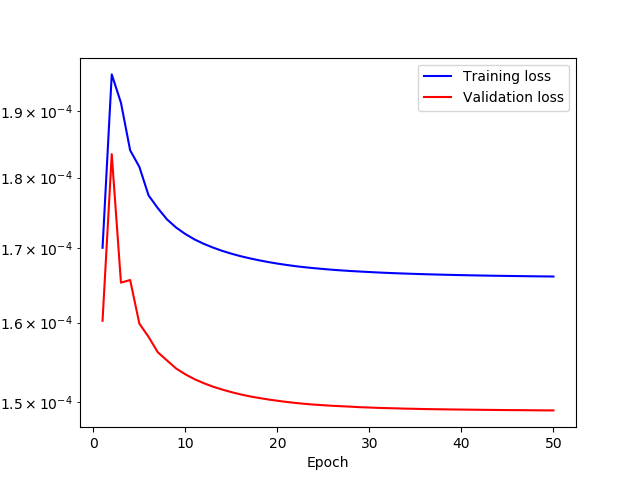 Training loss
Validation loss
1.9 × 10⁻⁴
1.8 × 10⁻⁴
1.7 × 10⁻⁴
1.6 × 10⁻⁴
1.5 × 10⁻⁴
0 10 20 30 40 50
Epoch